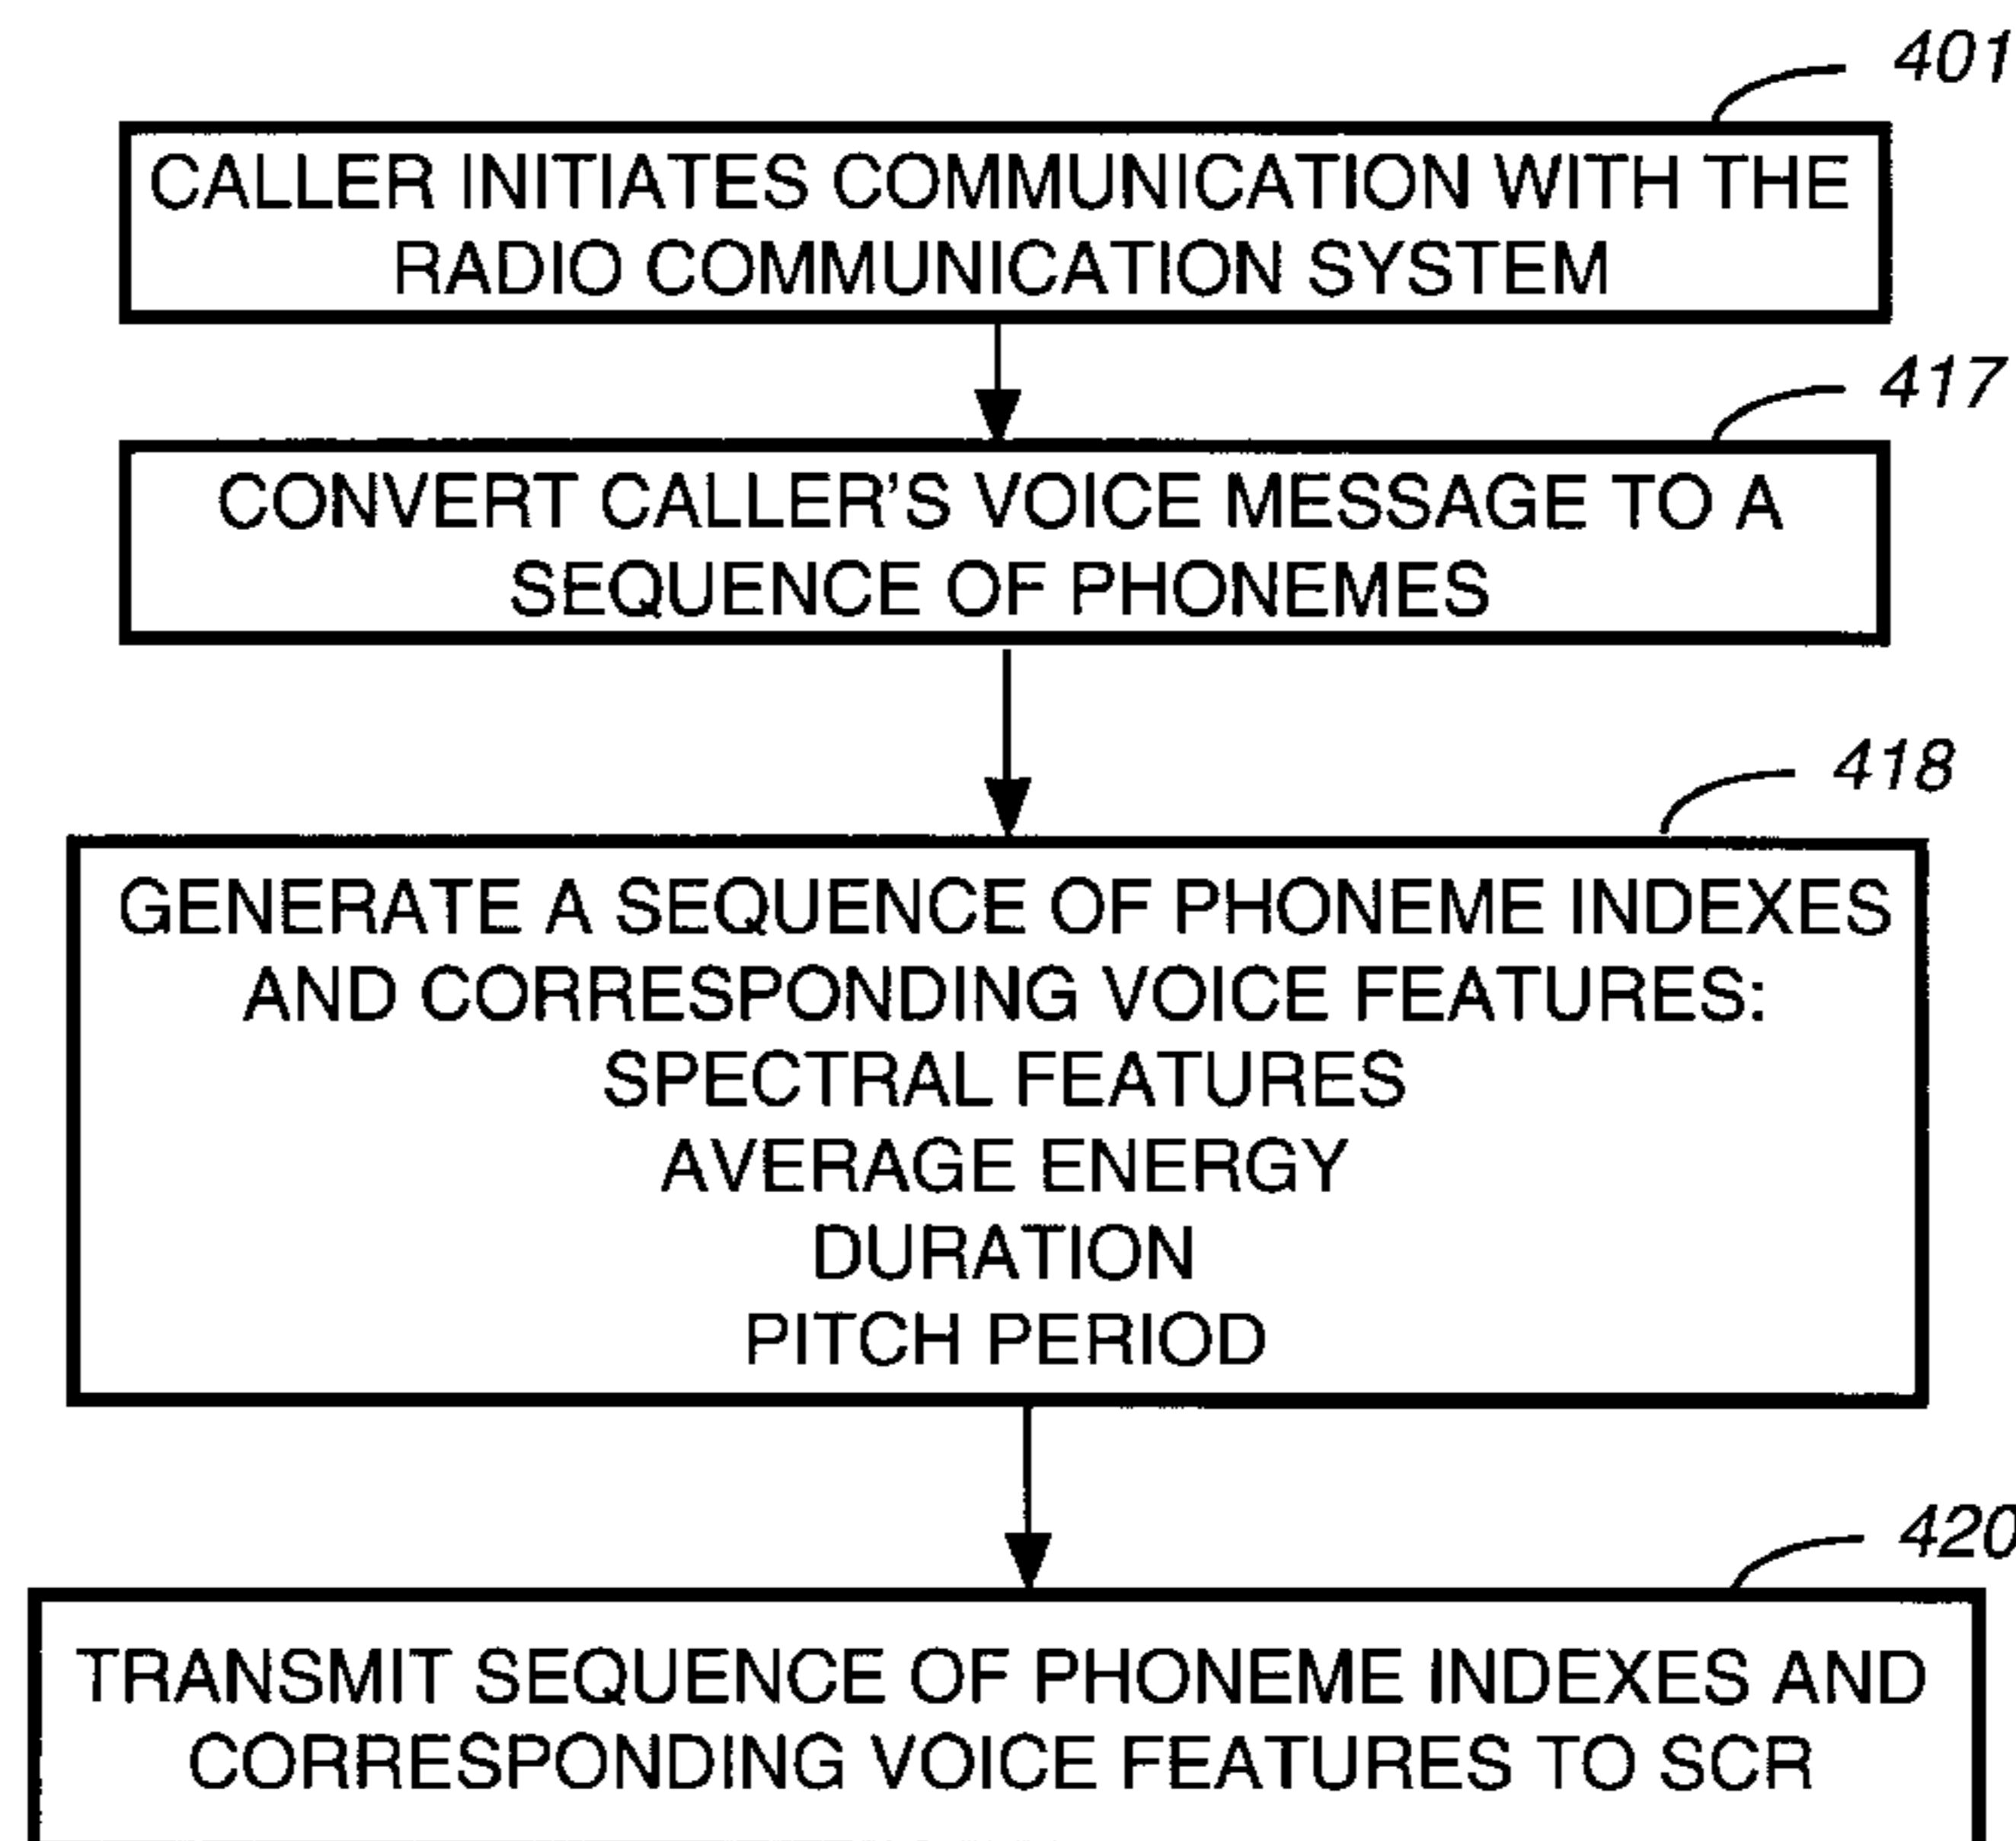 401
CALLER INITIATES COMMUNICATION WITH THE
RADIO COMMUNICATION SYSTEM
417
CONVERT CALLER'S VOICE MESSAGE TO A
SEQUENCE OF PHONEMES
418
GENERATE A SEQUENCE OF PHONEME INDEXES
AND CORRESPONDING VOICE FEATURES:
SPECTRAL FEATURES
AVERAGE ENERGY
DURATION
PITCH PERIOD
420
TRANSMIT SEQUENCE OF PHONEME INDEXES AND
CORRESPONDING VOICE FEATURES TO SCR